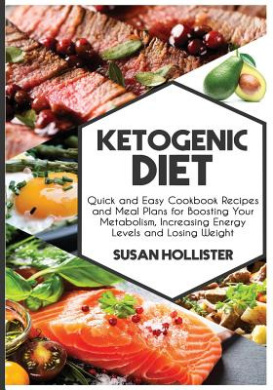 KETOGENIC
DIET
Quick and Easy Cookbook Recipes
and Meal Plans for Boosting Your
Metabolism, Increasing Energy
Levels and Losing Weight
SUSAN HOLLISTER